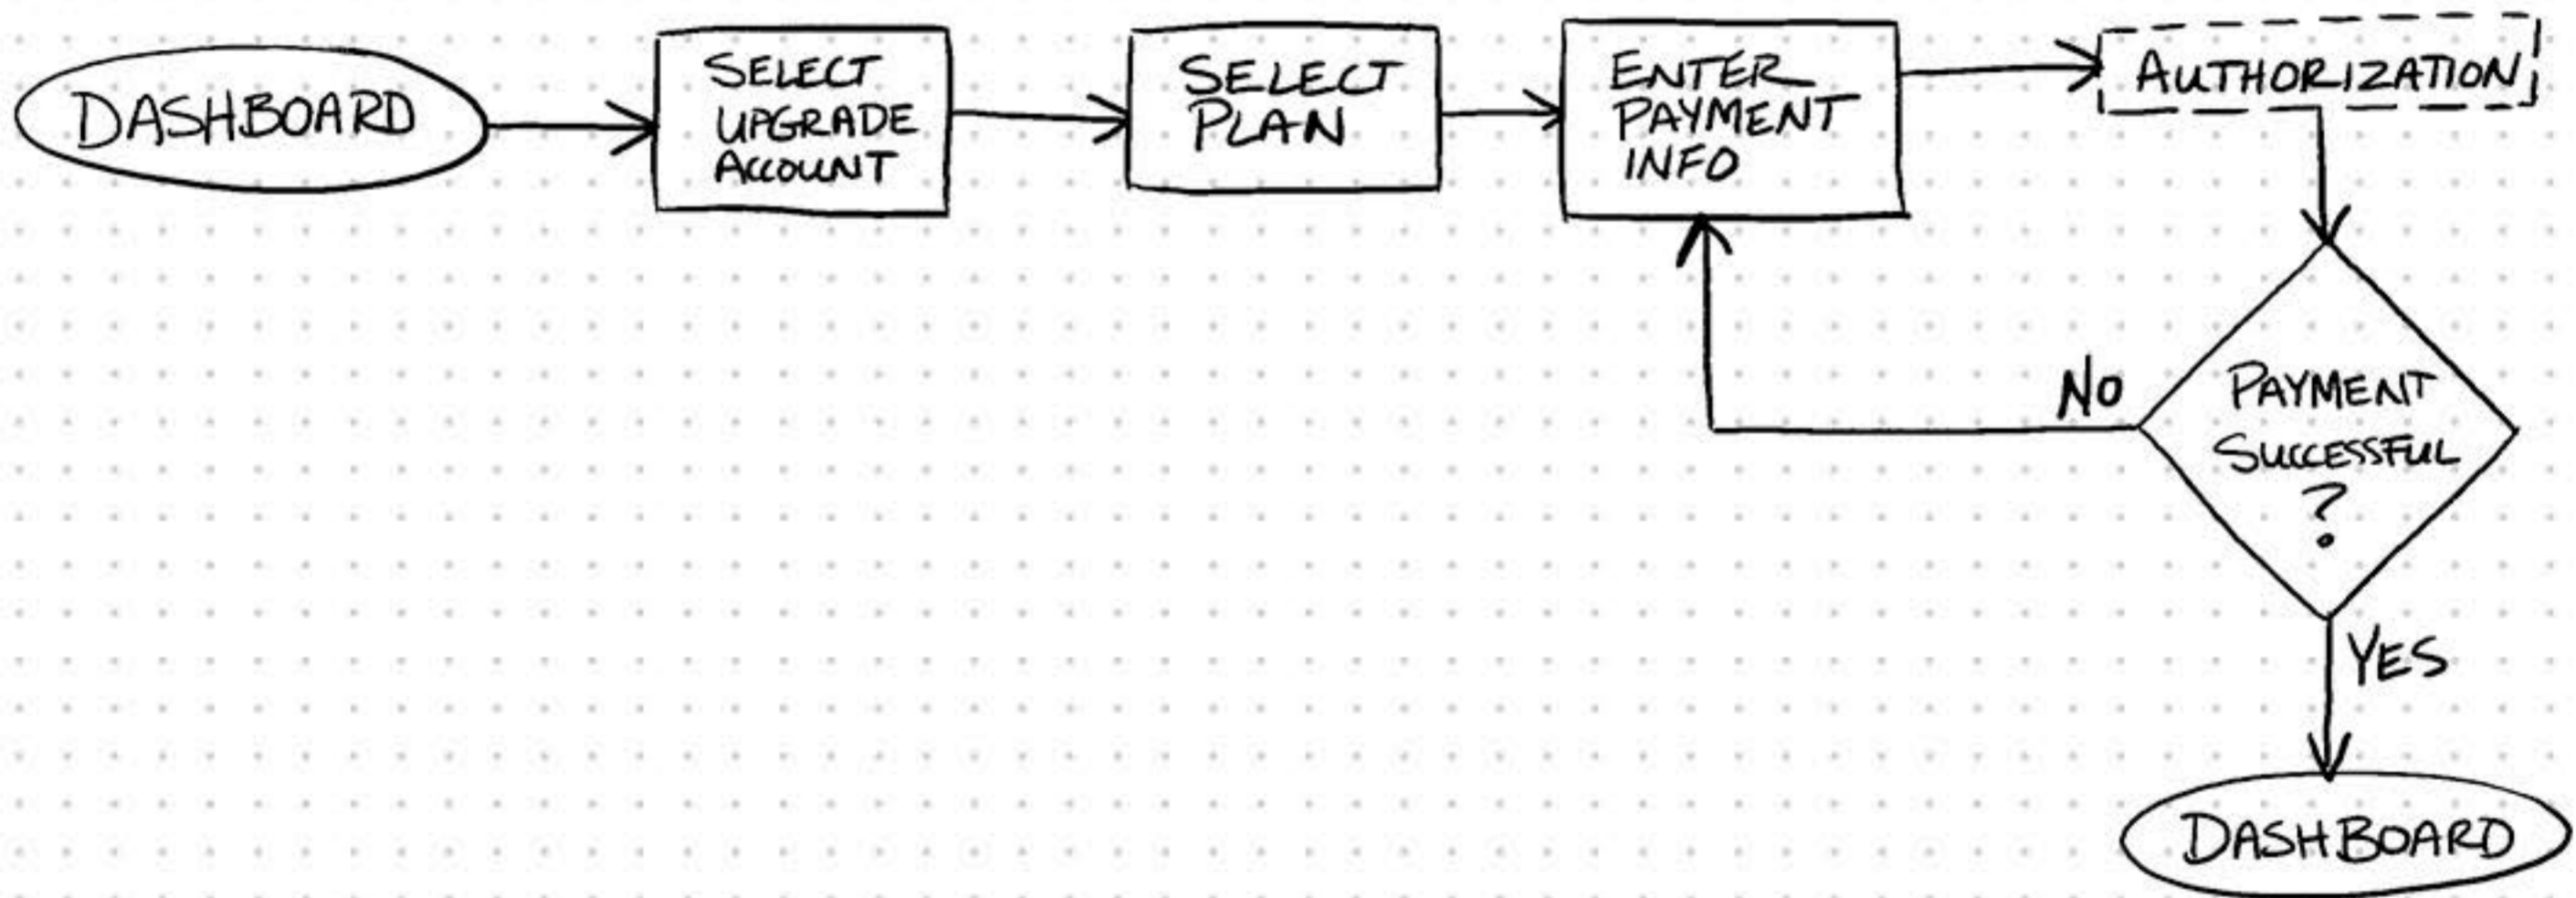 DASHBOARD
SELECT
UPGRADE
ACCOUNT
SELECT
PLAN
ENTER
PAYMENT
INFO
AUTHORIZATION
PAYMENT
SUCCESSFUL
?
NO
YES
DASHBOARD